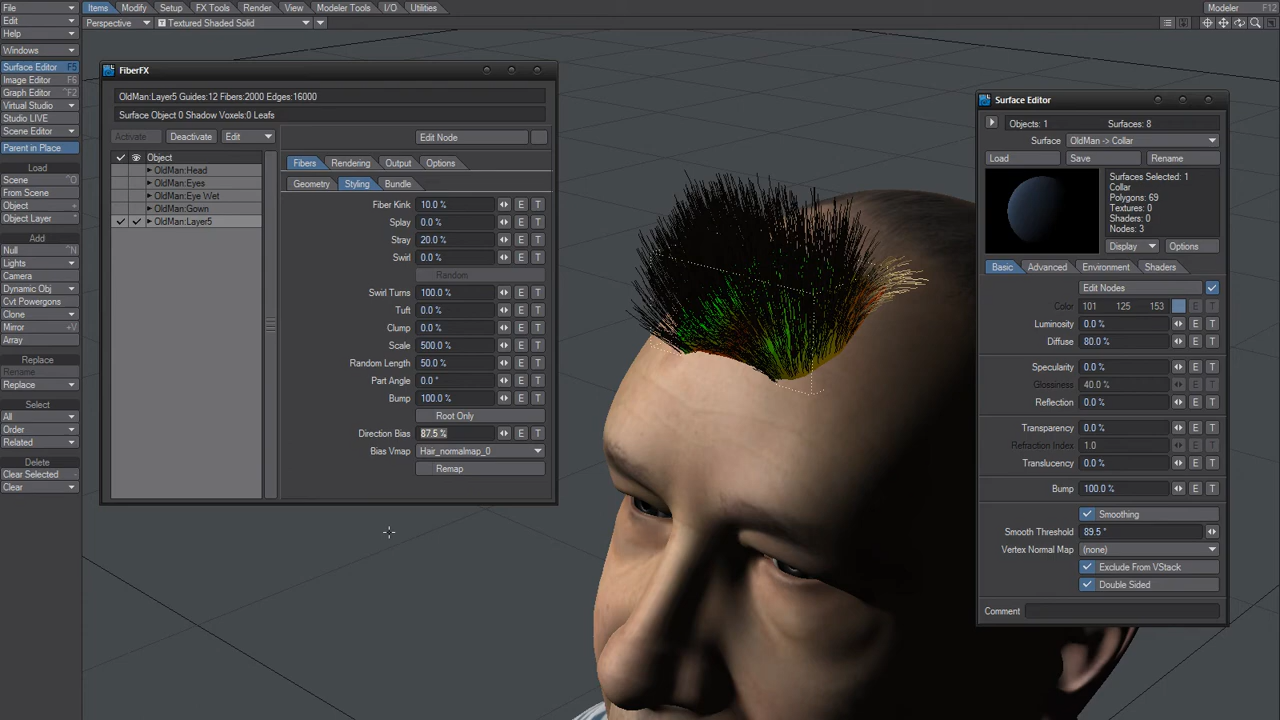 File
Items Modify Setup FX Tools Render View Modeler Tools I/O Utilities
Modeler F12
Edit
Perspective
Textured Shaded Solid
Help
Windows
Surface Editor F5
Image Editor F6
Graph Editor ^F2
Virtual Studio
Studio LIVE
Scene Editor
Parent in Place
Load
Scene ^O
From Scene
Object +
Object Layer *
Add
Null ^N
Lights
Camera
Dynamic Obj
Cvt Powergons
Clone
Mirror +V
Array
Replace
Rename
Replace
Select
All
Order
Related
Delete
Clear Selected -
Clear
FiberFX
OldMan:Layer5 Guides:12 Fibers:2000 Edges:16000
Surface Object 0 Shadow Voxels:0 Leafs
Activate Deactivate Edit
Edit Node
Object
OldMan:Head
OldMan:Eyes
OldMan:Eye Wet
OldMan:Gown
OldMan:Layer5
Fibers Rendering Output Options
Geometry Styling Bundle
Fiber Kink 10.0 % E T
Splay 0.0 % E T
Stray 20.0 % E T
Swirl 0.0 % E T
Random
Swirl Turns 100.0 % E T
Tuft 0.0 % E T
Clump 0.0 % E T
Scale 500.0 % E T
Random Length 50.0 % E T
Part Angle 0.0 ° E T
Bump 100.0 % E T
Root Only
Direction Bias 87.5 % E T
Bias Vmap Hair_normalmap_0
Remap
Surface Editor
Objects: 1 Surfaces: 8
Surface OldMan -> Collar
Load Save Rename
Surfaces Selected: 1
Collar
Polygons: 69
Textures: 0
Shaders: 0
Nodes: 3
Display Options
Basic Advanced Environment Shaders
Edit Nodes
Color 101 125 153 E T
Luminosity 0.0 % E T
Diffuse 80.0 % E T
Specularity 0.0 % E T
Glossiness 40.0 % E T
Reflection 0.0 % E T
Transparency 0.0 % E T
Refraction Index 1.0 E T
Translucency 0.0 % E T
Bump 100.0 % E T
Smoothing
Smooth Threshold 89.5 °
Vertex Normal Map (none)
Exclude From VStack
Double Sided
Comment